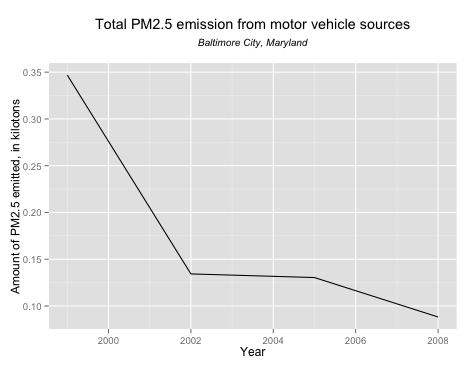 Total PM2.5 emission from motor vehicle sources
Baltimore City, Maryland
Amount of PM2.5 emitted, in kilotons
0.35
0.30
0.25
0.20
0.15
0.10
2000 2002 2004 2006 2008
Year